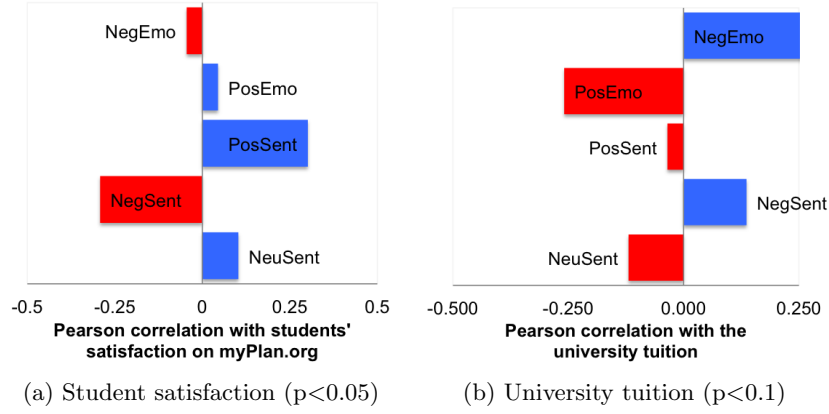 NegEmo
PosEmo
PosSent
NegSent
NeuSent
-0.5 -0.25 0 0.25 0.5
Pearson correlation with students'
satisfaction on myPlan.org
(a) Student satisfaction (p<0.05)
NegEmo
PosEmo
PosSent
NegSent
NeuSent
-0.500 -0.250 0.000 0.250
Pearson correlation with the
university tuition
(b) University tuition (p<0.1)